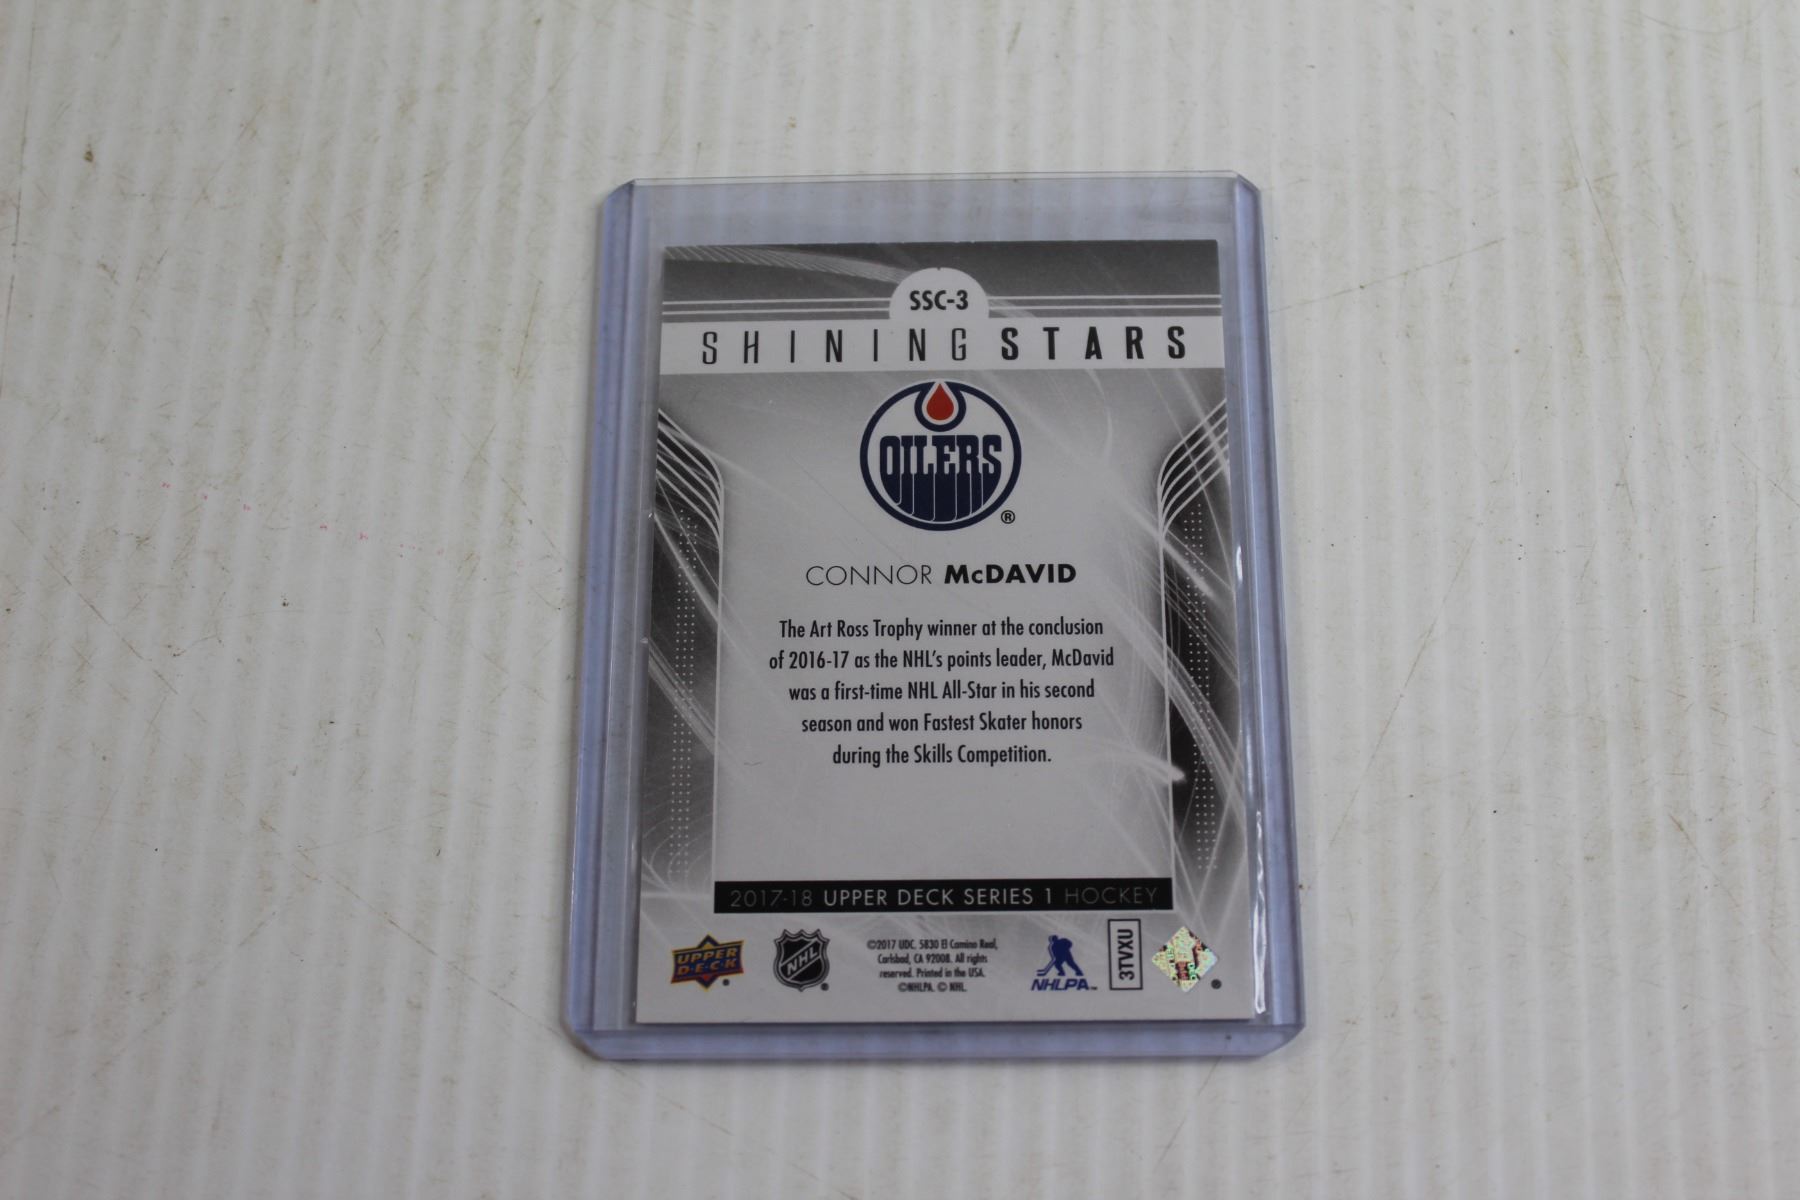 SSC-3
SHINING STARS
OILERS
®
CONNOR McDAVID
The Art Ross Trophy winner at the conclusion
of 2016-17 as the NHL's points leader, McDavid
was a first-time NHL All-Star in his second
season and won Fastest Skater honors
during the Skills Competition.
2017-18 UPPER DECK SERIES 1 HOCKEY
UPPER
DECK
NHL
©2017 UDC. 5830 El Camino Real,
Carlsbad, CA 92008. All rights
reserved. Printed in the USA.
©NHLPA. © NHL.
NHLPA™
3TVXU